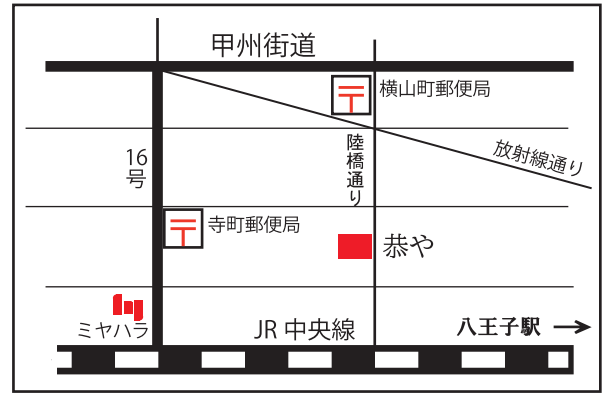 甲州街道
横山町郵便局
放射線通り
16
号
陸橋通り
寺町郵便局
恭や
ミヤハラ
JR 中央線
八王子駅